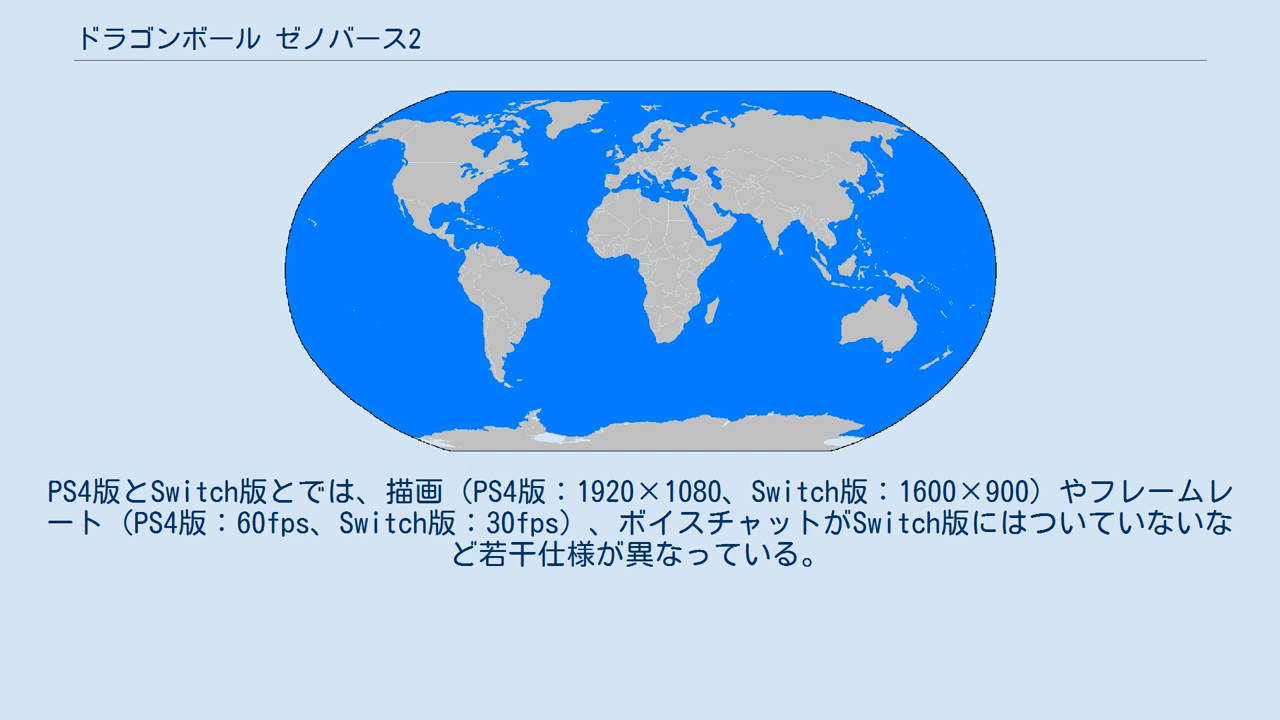 ドラゴンボール ゼノバース2
PS4版とSwitch版とでは、描画（PS4版：1920×1080、Switch版：1600×900）やフレームレ
ート（PS4版：60fps、Switch版：30fps）、ボイスチャットがSwitch版にはついていないな
ど若干仕様が異なっている。